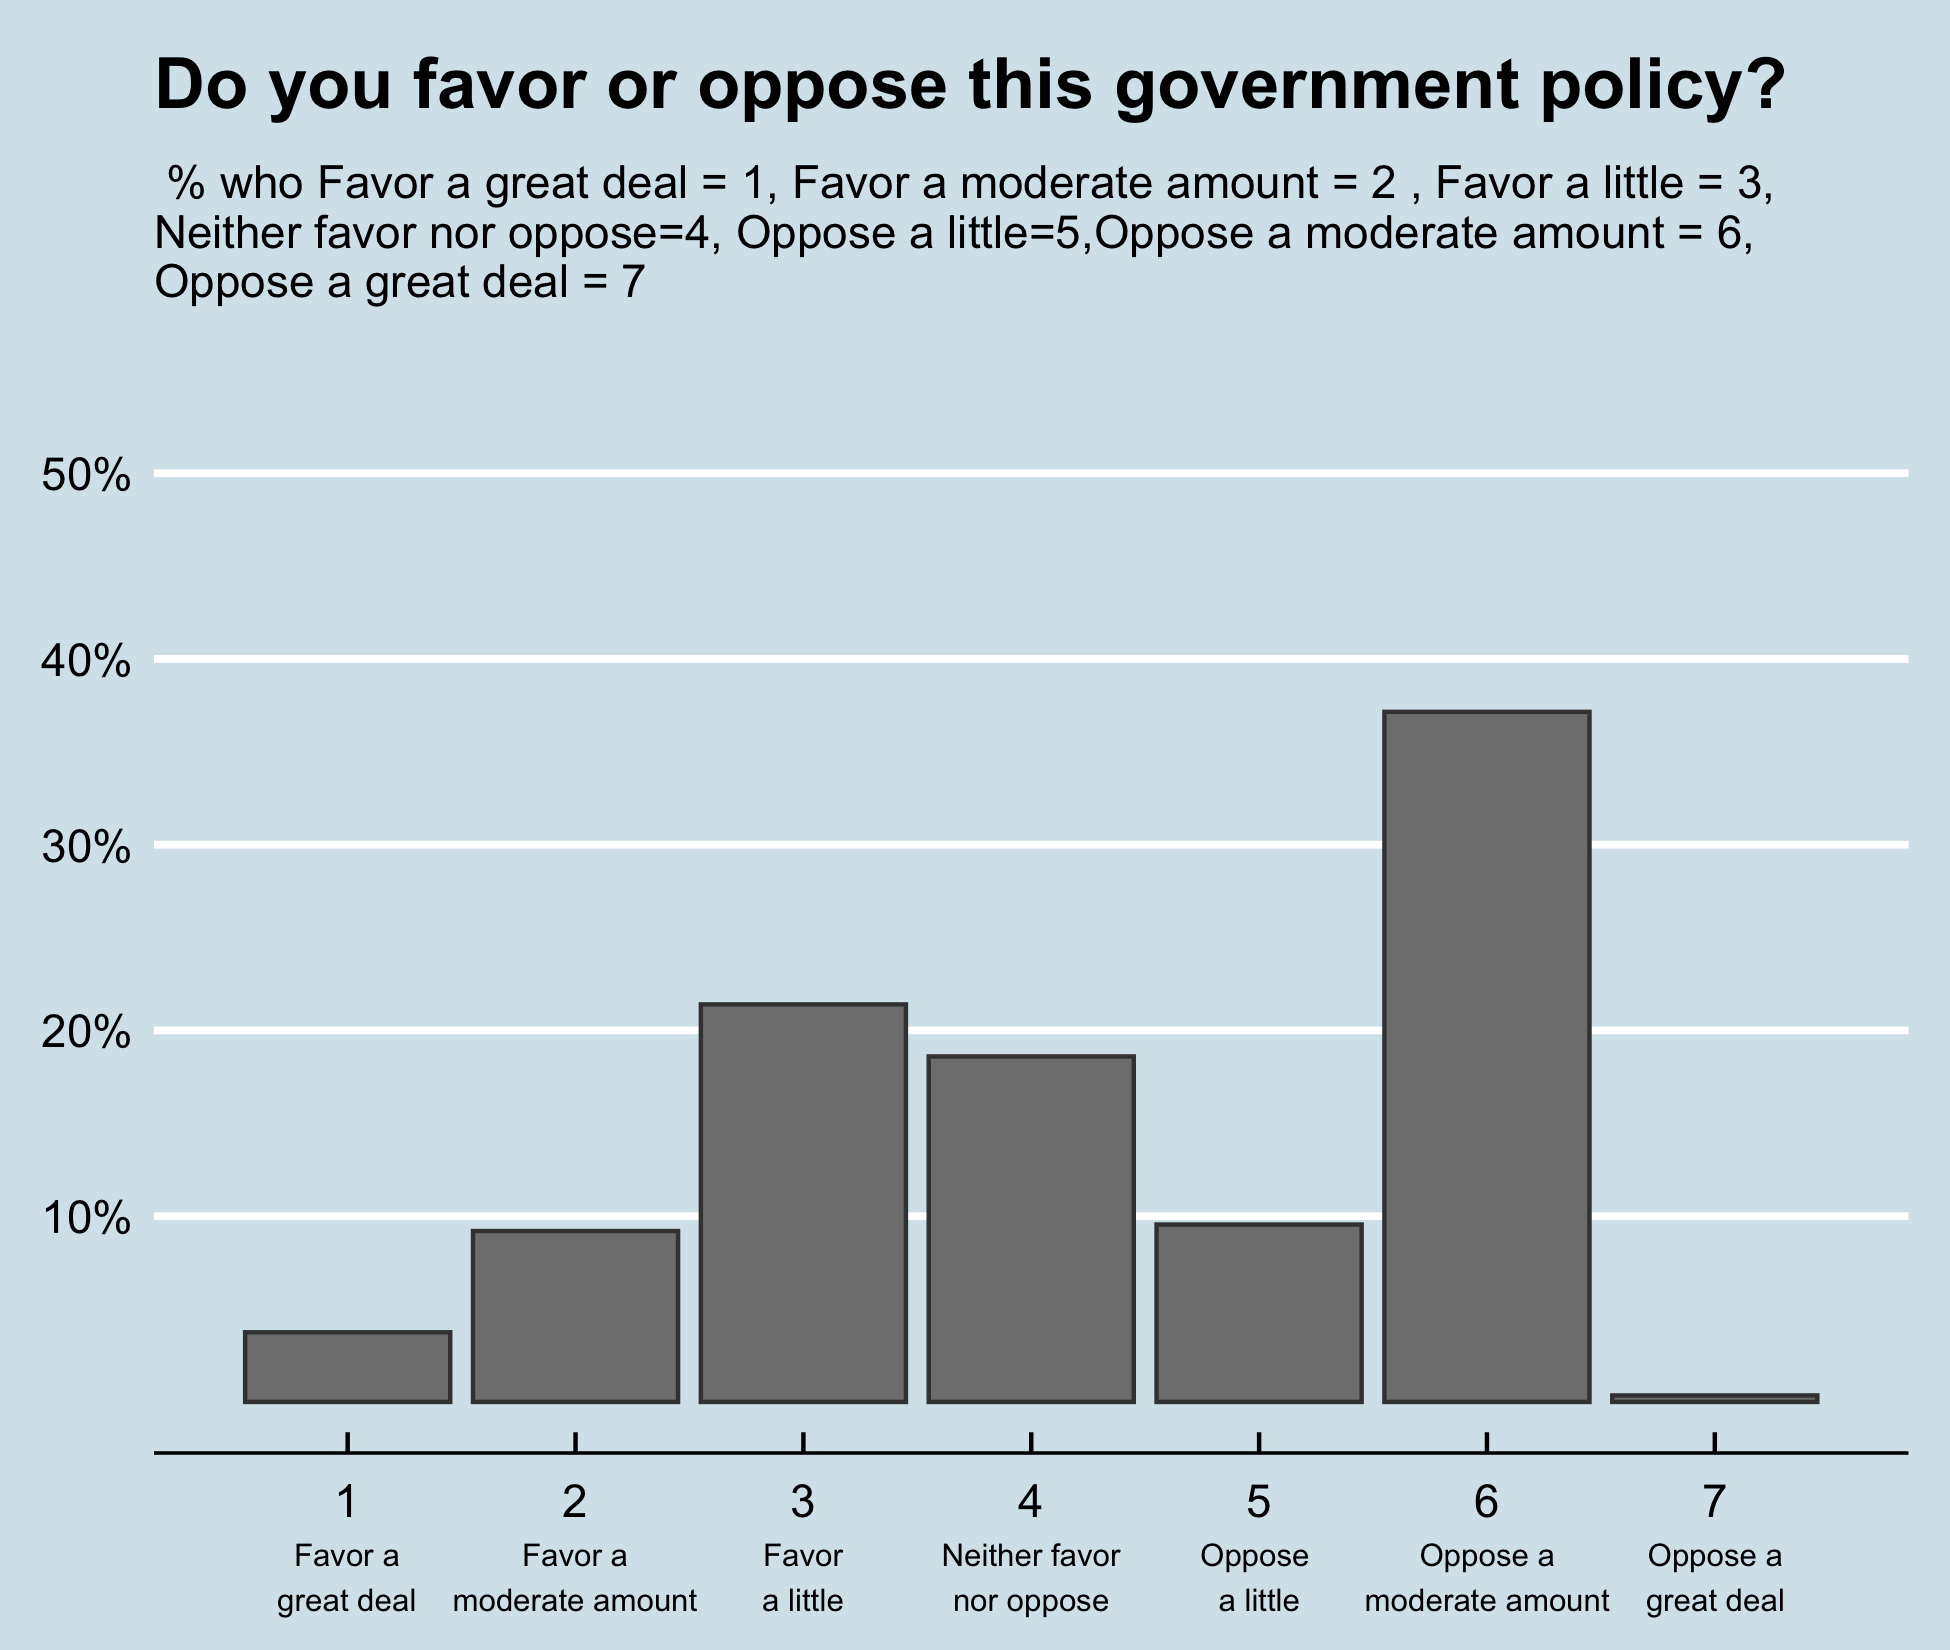 Do you favor or oppose this government policy?
% who Favor a great deal = 1, Favor a moderate amount = 2 , Favor a little = 3,
Neither favor nor oppose=4, Oppose a little=5,Oppose a moderate amount = 6,
Oppose a great deal = 7
50%
40%
30%
20%
10%
1 2 3 4 5 6 7
Favor a Favor a Favor Neither favor Oppose Oppose a Oppose a
great deal moderate amount a little nor oppose a little moderate amount great deal